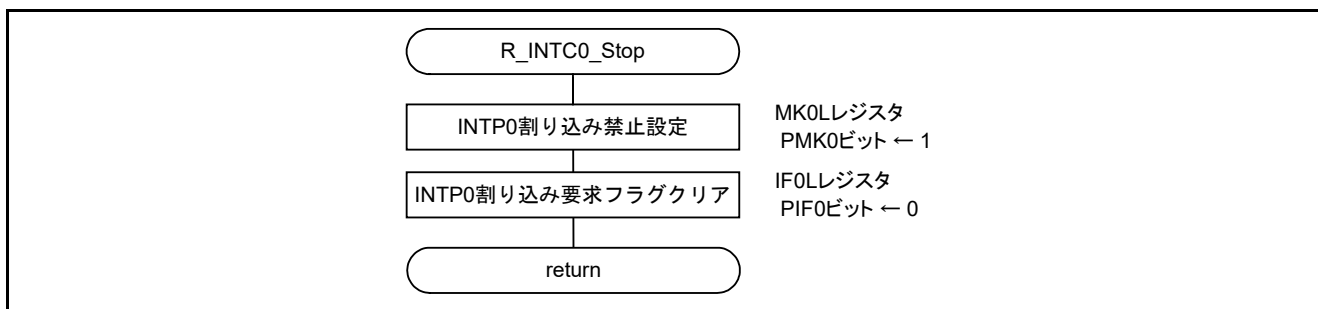 R_INTC0_Stop
INTP0割り込み禁止設定
MK0Lレジスタ
PMK0ビット ← 1
INTP0割り込み要求フラグクリア
IF0Lレジスタ
PIF0ビット ← 0
return